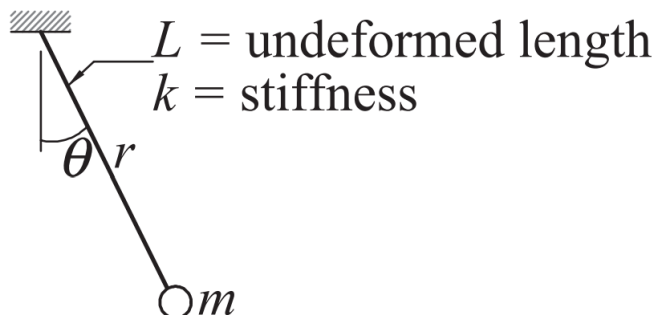 L = undeformed length
k = stiffness
θ r
m